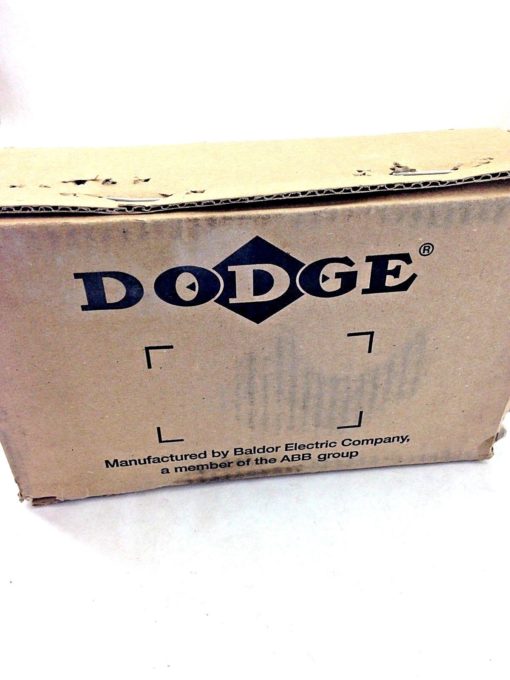 DODGE®
Manufactured by Baldor Electric Company,
a member of the ABB group